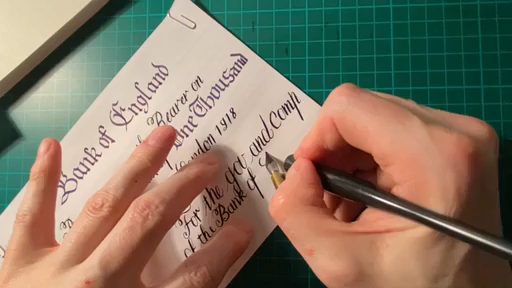 Bank of England
Bearer on
One Thousand
London 1918
For the gov and Comp
of the Bank of